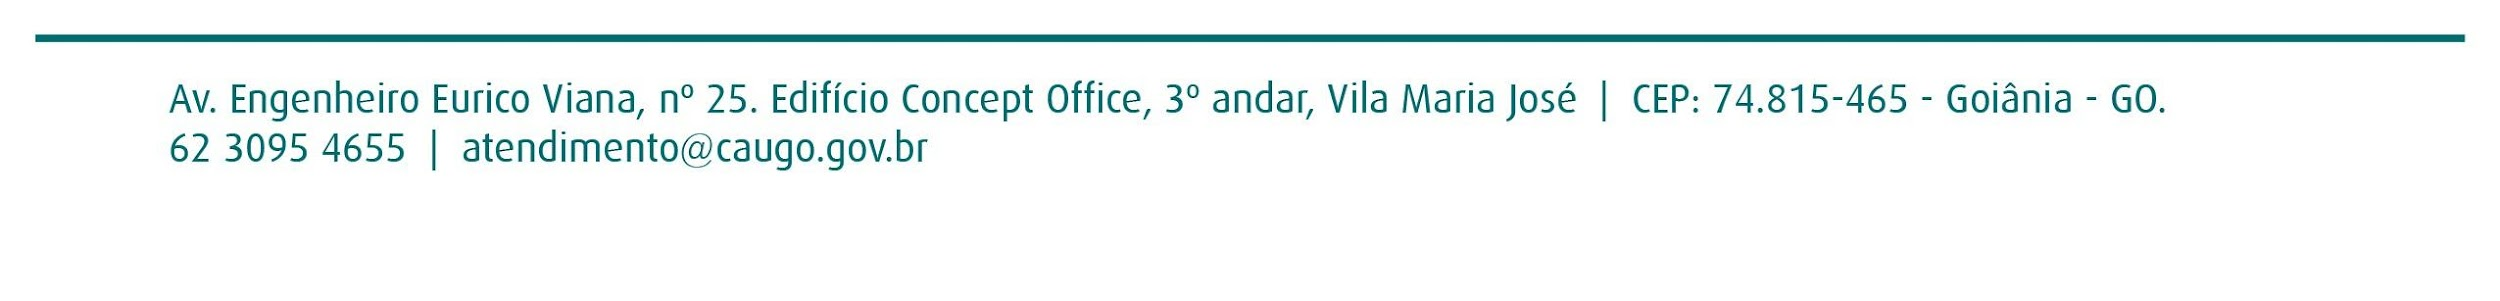 Av. Engenheiro Eurico Viana, nº 25. Edifício Concept Office, 3º andar, Vila Maria José | CEP: 74.815-465 - Goiânia - GO.
62 3095 4655 | atendimento@caugo.gov.br